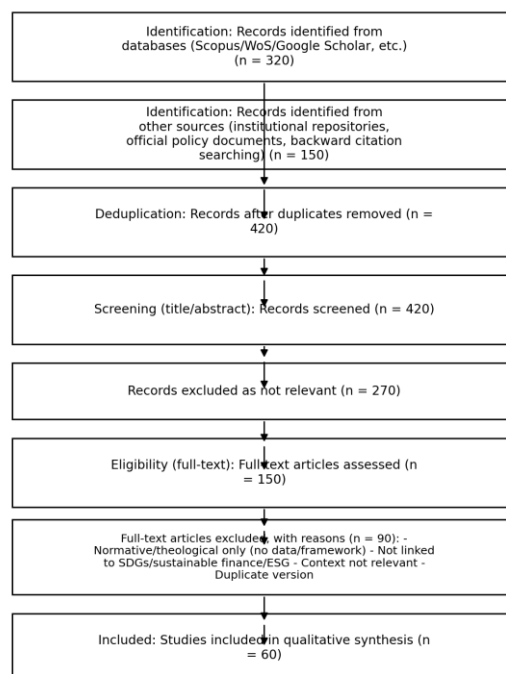 Identification: Records identified from
databases (Scopus/WoS/Google Scholar, etc.)
(n = 320)
Identification: Records identified from
other sources (institutional repositories,
official policy documents, backward citation
searching) (n = 150)
Deduplication: Records after duplicates removed (n =
420)
Screening (title/abstract): Records screened (n = 420)
Records excluded as not relevant (n = 270)
Eligibility (full-text): Full-text articles assessed (n
= 150)
Full-text articles excluded, with reasons (n = 90): -
Normative/theological only (no data/framework) - Not linked
to SDGs/sustainable finance/ESG - Context not relevant -
Duplicate version
Included: Studies included in qualitative synthesis (n
= 60)